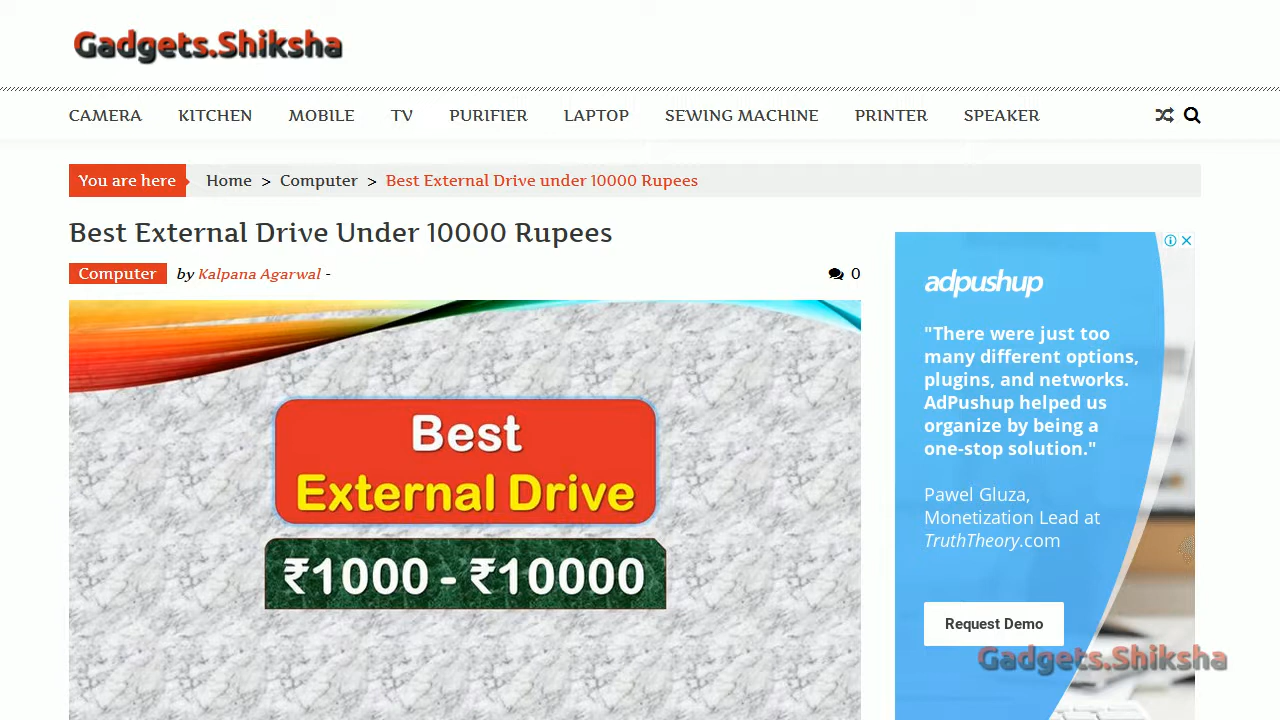 Gadgets.Shiksha
CAMERA KITCHEN MOBILE TV PURIFIER LAPTOP SEWING MACHINE PRINTER SPEAKER
You are here Home > Computer > Best External Drive under 10000 Rupees
Best External Drive Under 10000 Rupees
Computer by Kalpana Agarwal - 0
Best
External Drive
₹1000 - ₹10000
adpushup
"There were just too
many different options,
plugins, and networks.
AdPushup helped us
organize by being a
one-stop solution."
Pawel Gluza,
Monetization Lead at
TruthTheory.com
Request Demo
Gadgets.Shiksha